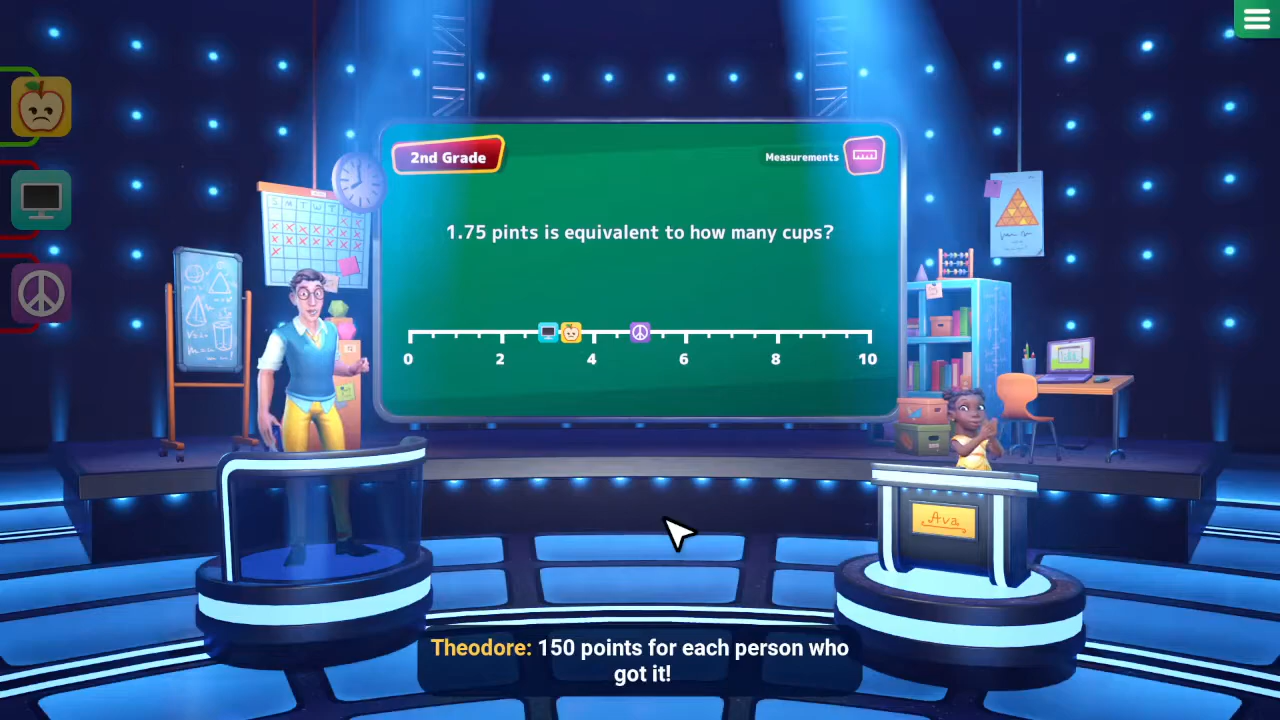 2nd Grade
Measurements
S M T W T
1.75 pints is equivalent to how many cups?
0 2 4 6 8 10
Ava
Theodore: 150 points for each person who
got it!